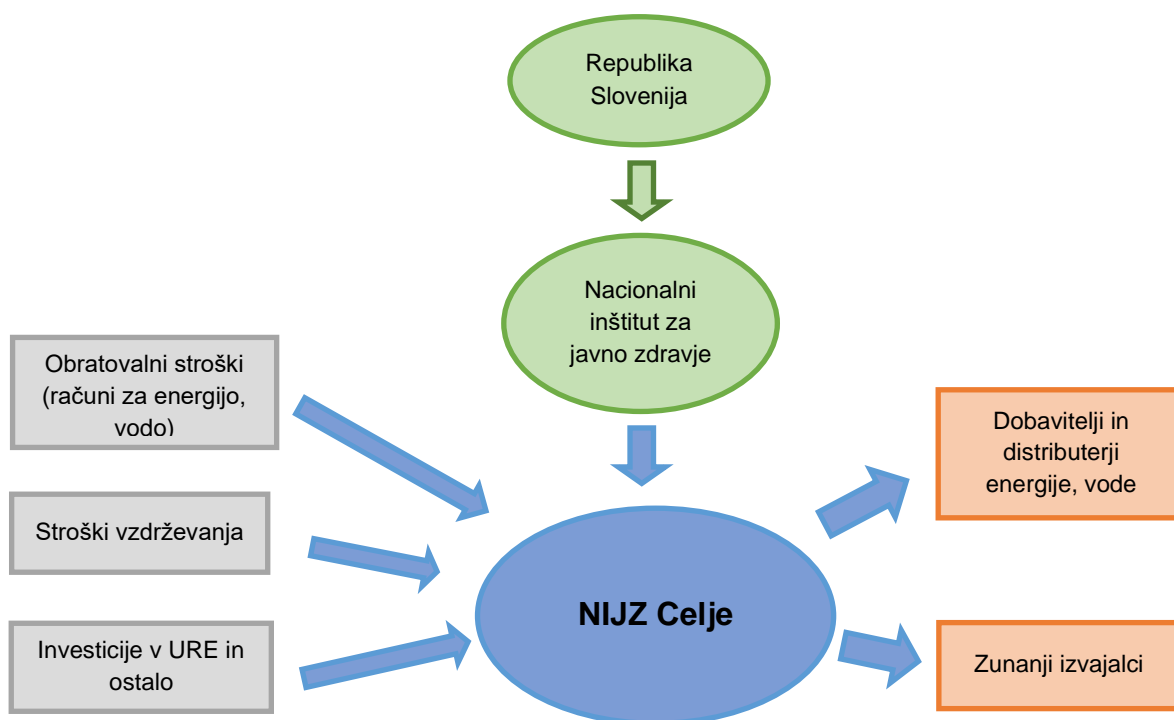 Republika
Slovenija
Nacionalni
inštitut za
javno zdravje
Obratovalni stroški
(računi za energijo,
vodo)
Stroški vzdrževanja
Investicije v URE in
ostalo
NIJZ Celje
Dobavitelji in
distributerji
energije, vode
Zunanji izvajalci